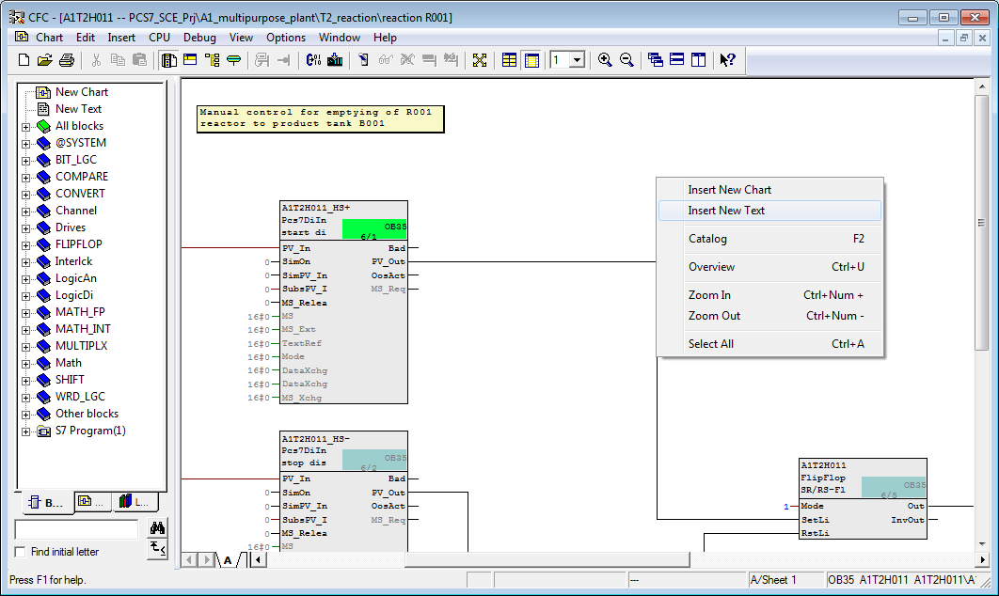 CFC - [A1T2H011 -- PCS7_SCE_Prj\A1_multipurpose_plant\T2_reaction\reaction R001]
Chart Edit Insert CPU Debug View Options Window Help
1
New Chart
New Text
All blocks
@SYSTEM
BIT_LGC
COMPARE
CONVERT
Channel
Drives
FLIPFLOP
Interlck
LogicAn
LogicDi
MATH_FP
MATH_INT
MULTIPLX
Math
SHIFT
WRD_LGC
Other blocks
S7 Program(1)
B...
...
L...
Find initial letter
Manual control for emptying of R001
reactor to product tank B001
A1T2H011_HS+
Pcs7DiIn
OB35
start di
6/1
PV_In Bad
0 SimOn PV_Out
0 SimPV_In OosAct
0 SubsPV_I MS_Req
0 MS_Relea
16#0 MS
16#0 MS_Ext
16#0 TextRef
16#0 Mode
16#0 DataXchg
16#0 DataXchg
16#0 MS_Xchg
A1T2H011_HS-
Pcs7DiIn
OB35
stop dis
6/2
PV_In Bad
0 SimOn PV_Out
0 SimPV_I OosAct
0 SubsPV_I MS_Req
0 MS_Relea
16#0 MS
Insert New Chart
Insert New Text
Catalog F2
Overview Ctrl+U
Zoom In Ctrl+Num +
Zoom Out Ctrl+Num -
Select All Ctrl+A
A1T2H011
FlipFlop
OB35
SR/RS-Fl
6/5
1 Mode Out
SetLi InvOut
RstLi
A
Press F1 for help.
---
A/Sheet 1
OB35 A1T2H011 A1T2H011\A